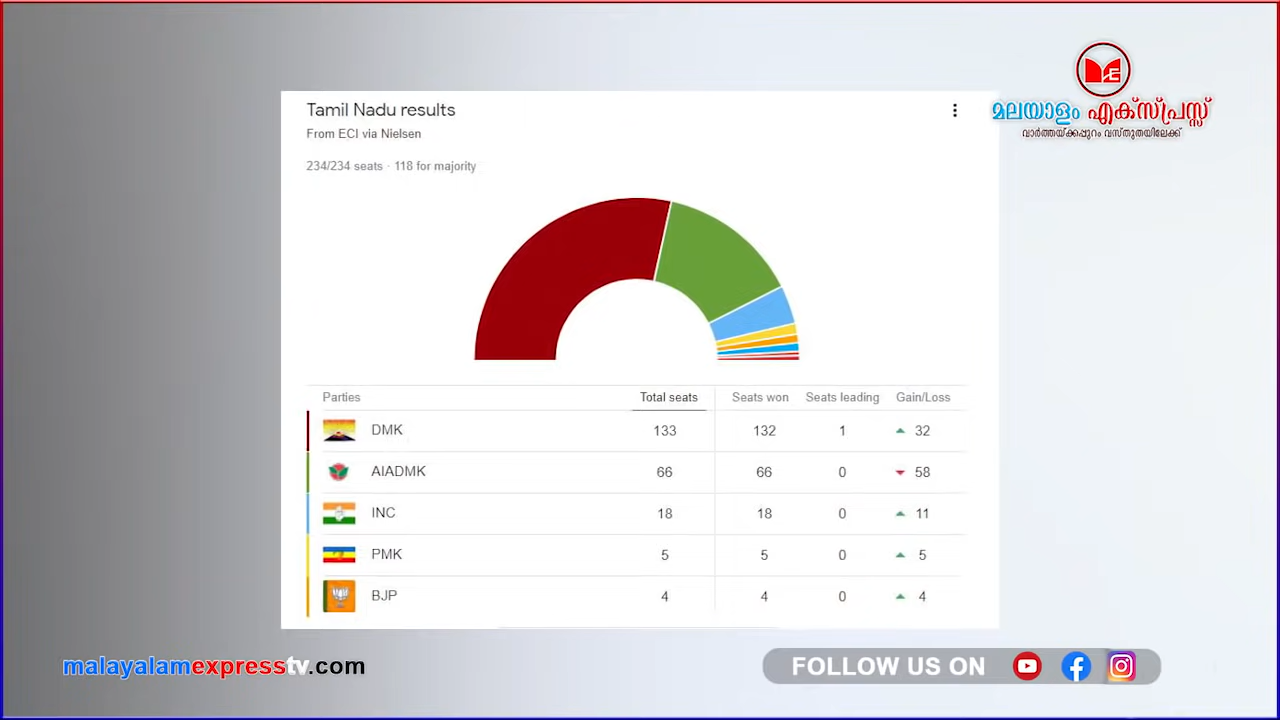 മലയാളം എക്സ്പ്രസ്സ്
വാർത്തയ്ക്കപ്പുറം വസ്തുതയിലേക്ക്
Tamil Nadu results
From ECI via Nielsen
234/234 seats · 118 for majority
Parties Total seats Seats won Seats leading Gain/Loss
DMK 133 132 1 32
AIADMK 66 66 0 58
INC 18 18 0 11
PMK 5 5 0 5
BJP 4 4 0 4
malayalamexpresstv.com
FOLLOW US ON